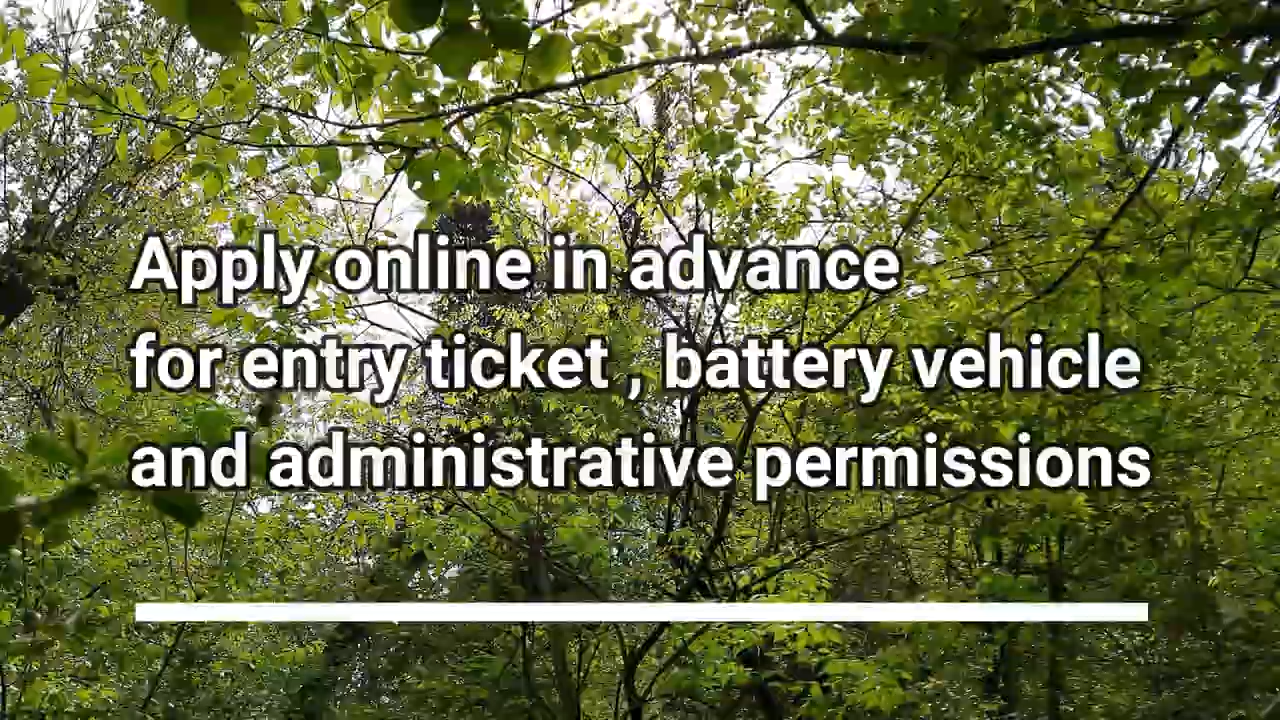 Apply online in advance
for entry ticket , battery vehicle
and administrative permissions